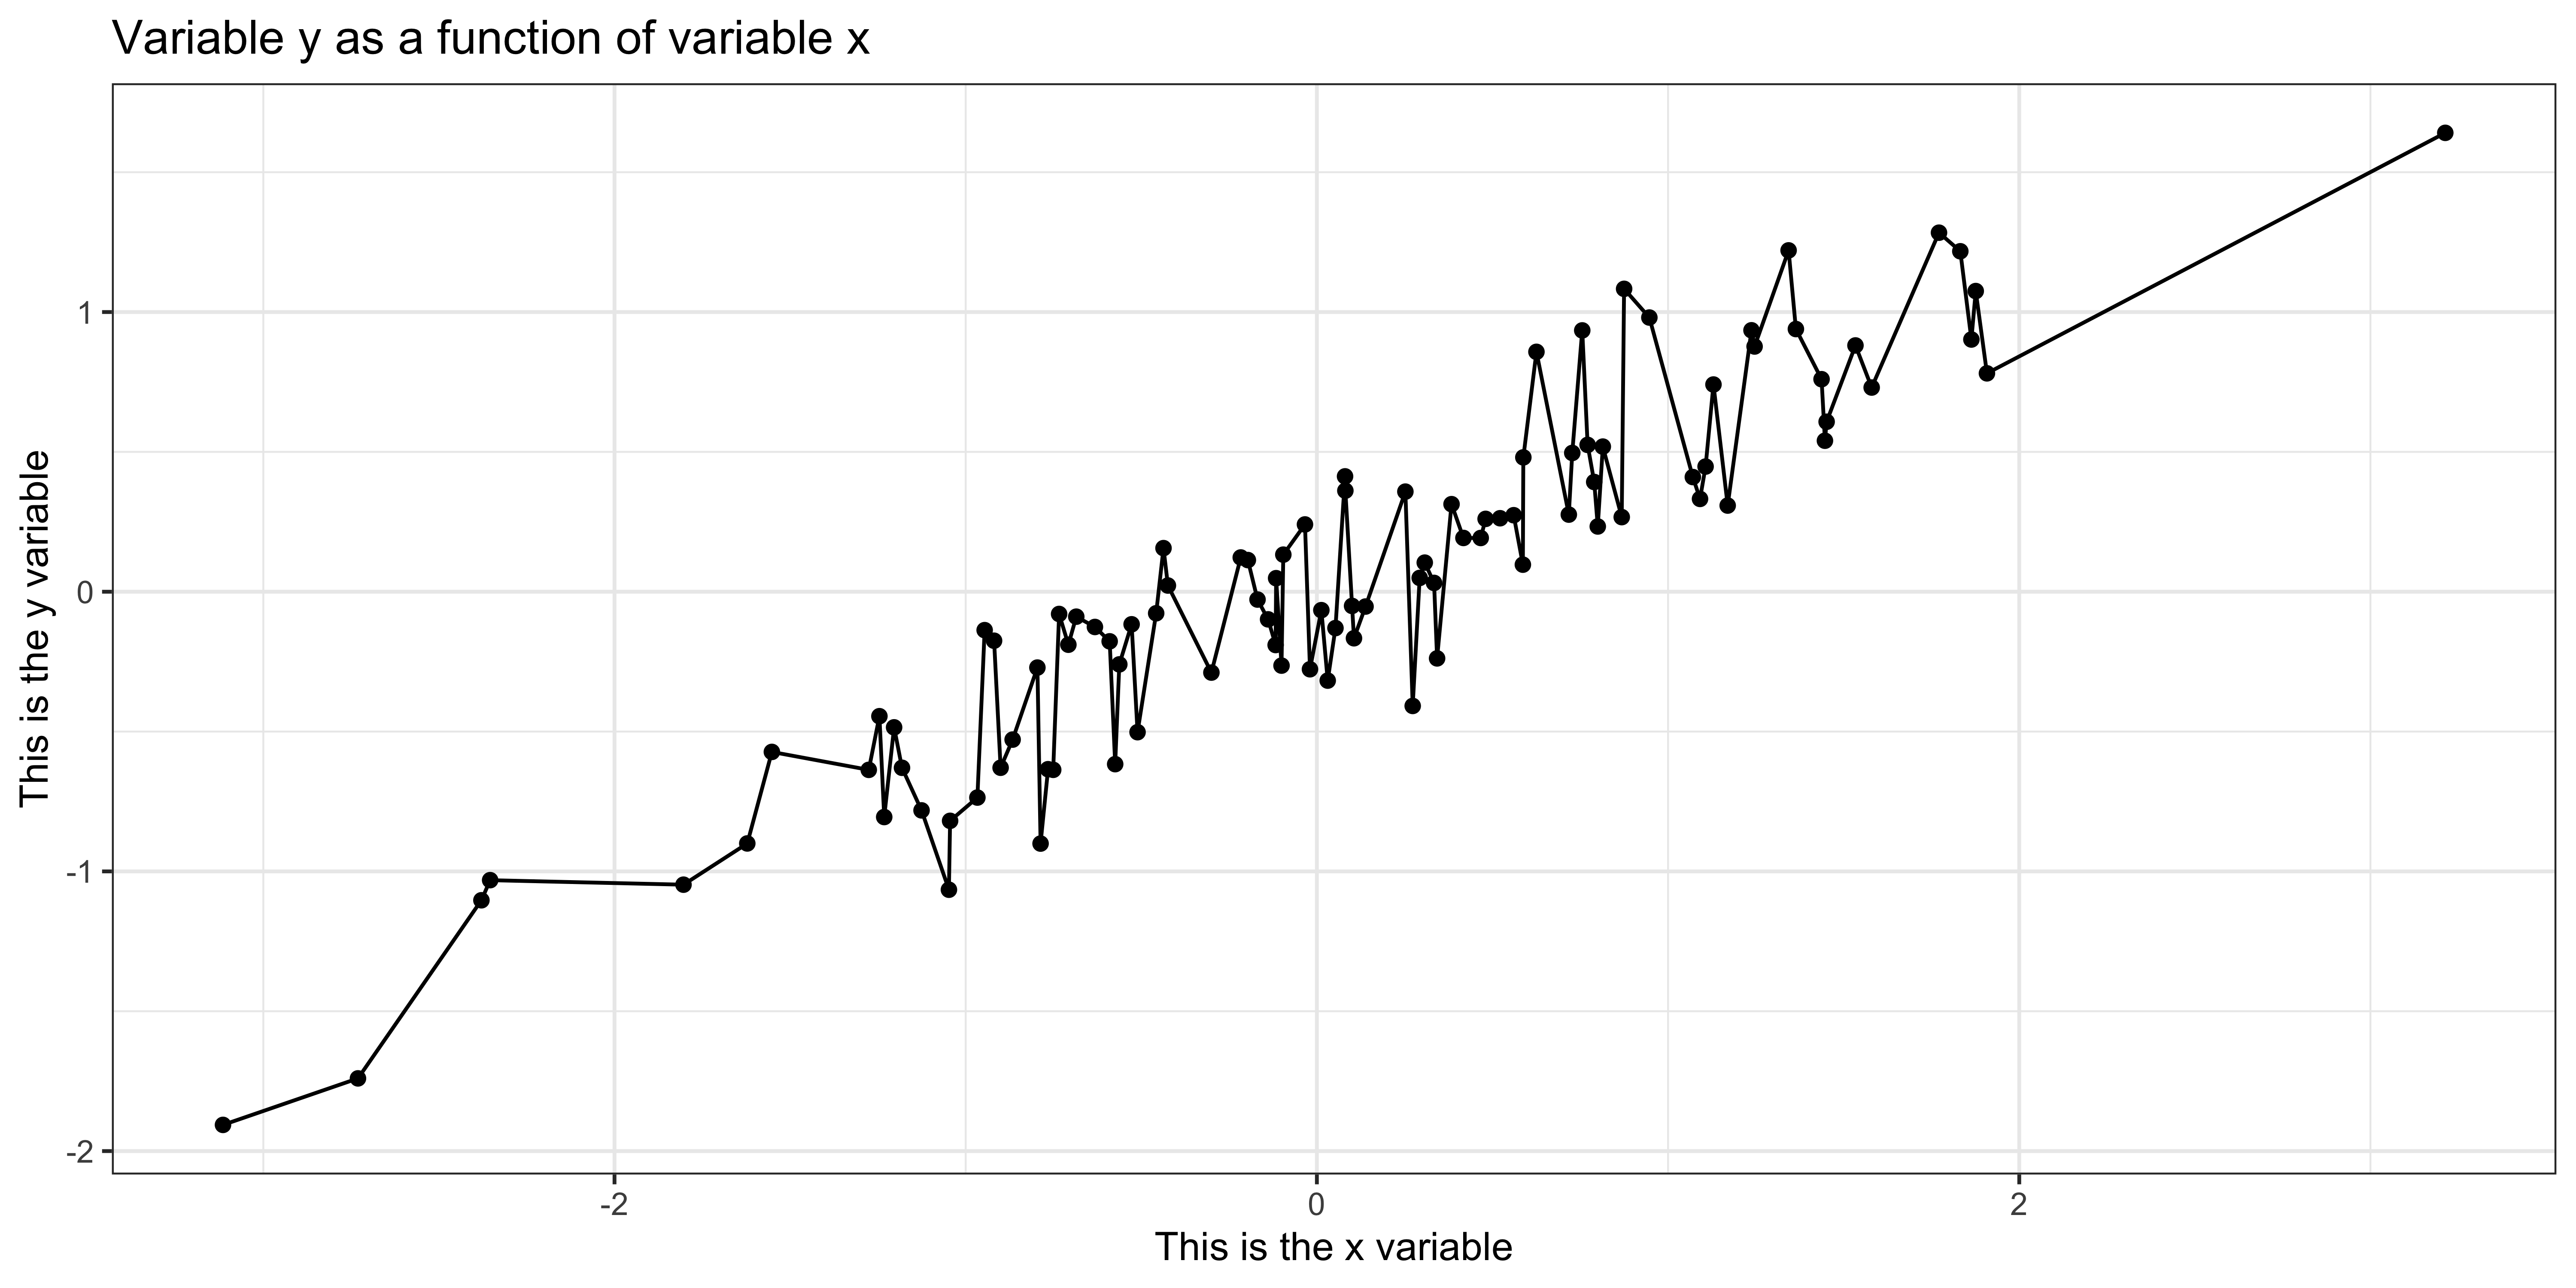 Variable y as a function of variable x
This is the y variable
1
0
-1
-2
-2
0
2
This is the x variable